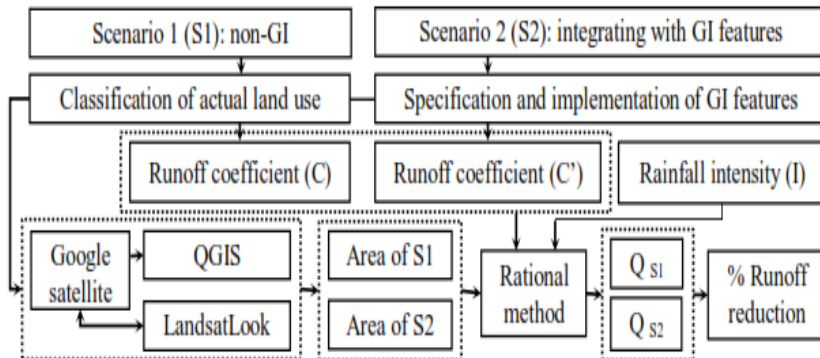 Scenario 1 (S1): non-GI
Scenario 2 (S2): integrating with GI features
Classification of actual land use
Specification and implementation of GI features
Runoff coefficient (C)
Runoff coefficient (C')
Rainfall intensity (I)
Google
satellite
QGIS
LandsatLook
Area of S1
Area of S2
Rational
method
Q S1
Q S2
% Runoff
reduction